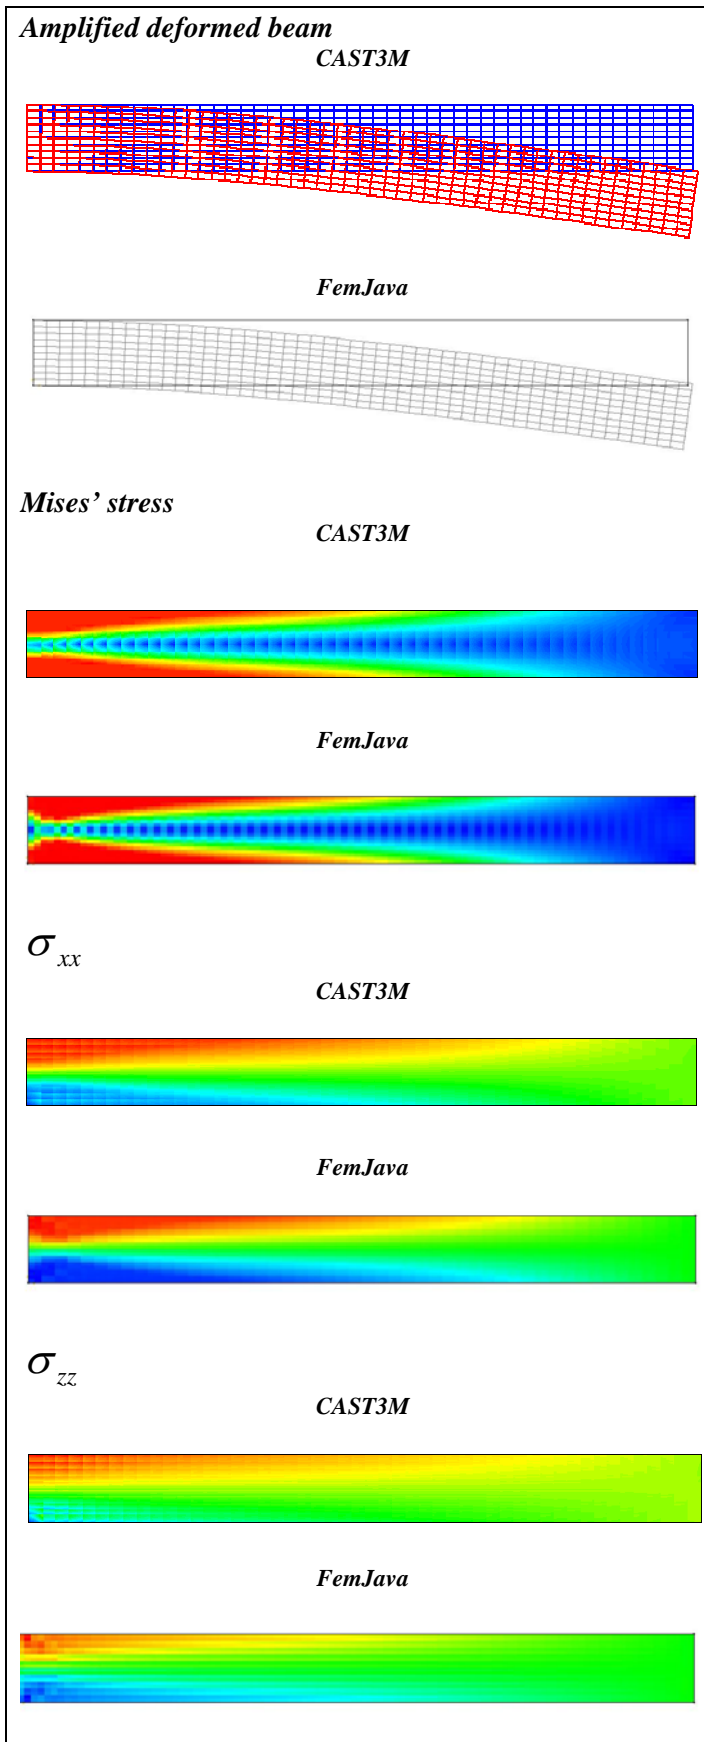 Amplified deformed beam
CAST3M
FemJava
Mises’ stress
CAST3M
FemJava
σxx
CAST3M
FemJava
σzz
CAST3M
FemJava